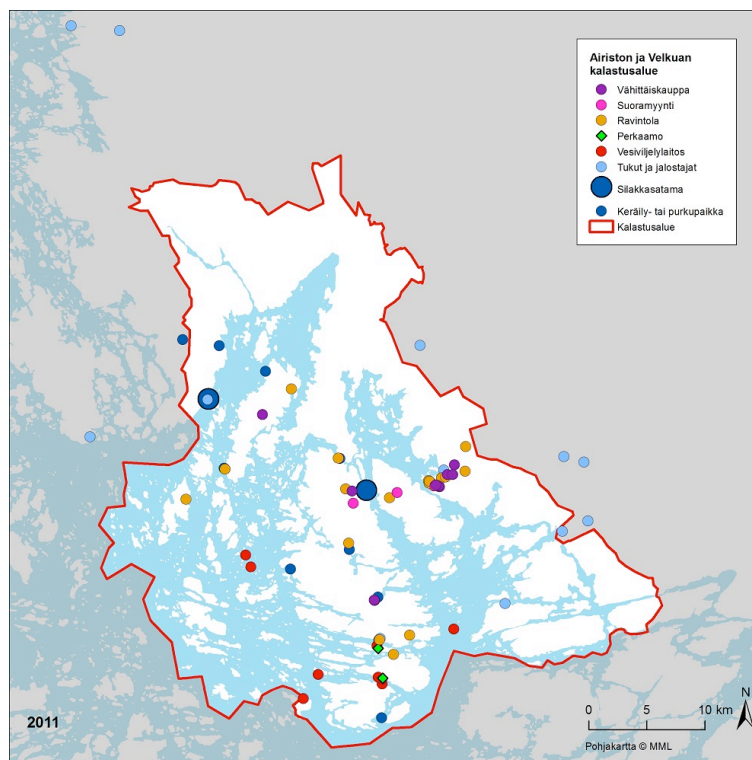 Airiston ja Velkuan
kalastusalue
Vähittäiskauppa
Suoramyynti
Ravintola
Perkaamo
Vesiviljelylaitos
Tukut ja jalostajat
Silakkasatama
Keräily- tai purkupaikka
Kalastusalue
2011
0 5 10 km
N
Pohjakartta © MML